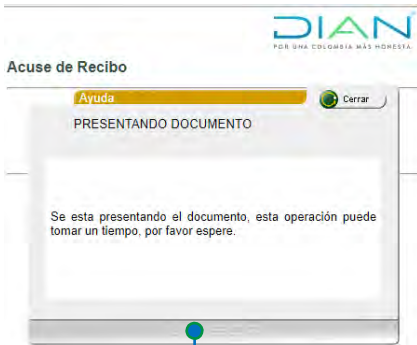 DIAN
POR UNA COLOMBIA MÁS HONESTA
Acuse de Recibo
Ayuda
Cerrar
PRESENTANDO DOCUMENTO
Se esta presentando el documento, esta operación puede
tomar un tiempo, por favor espere.